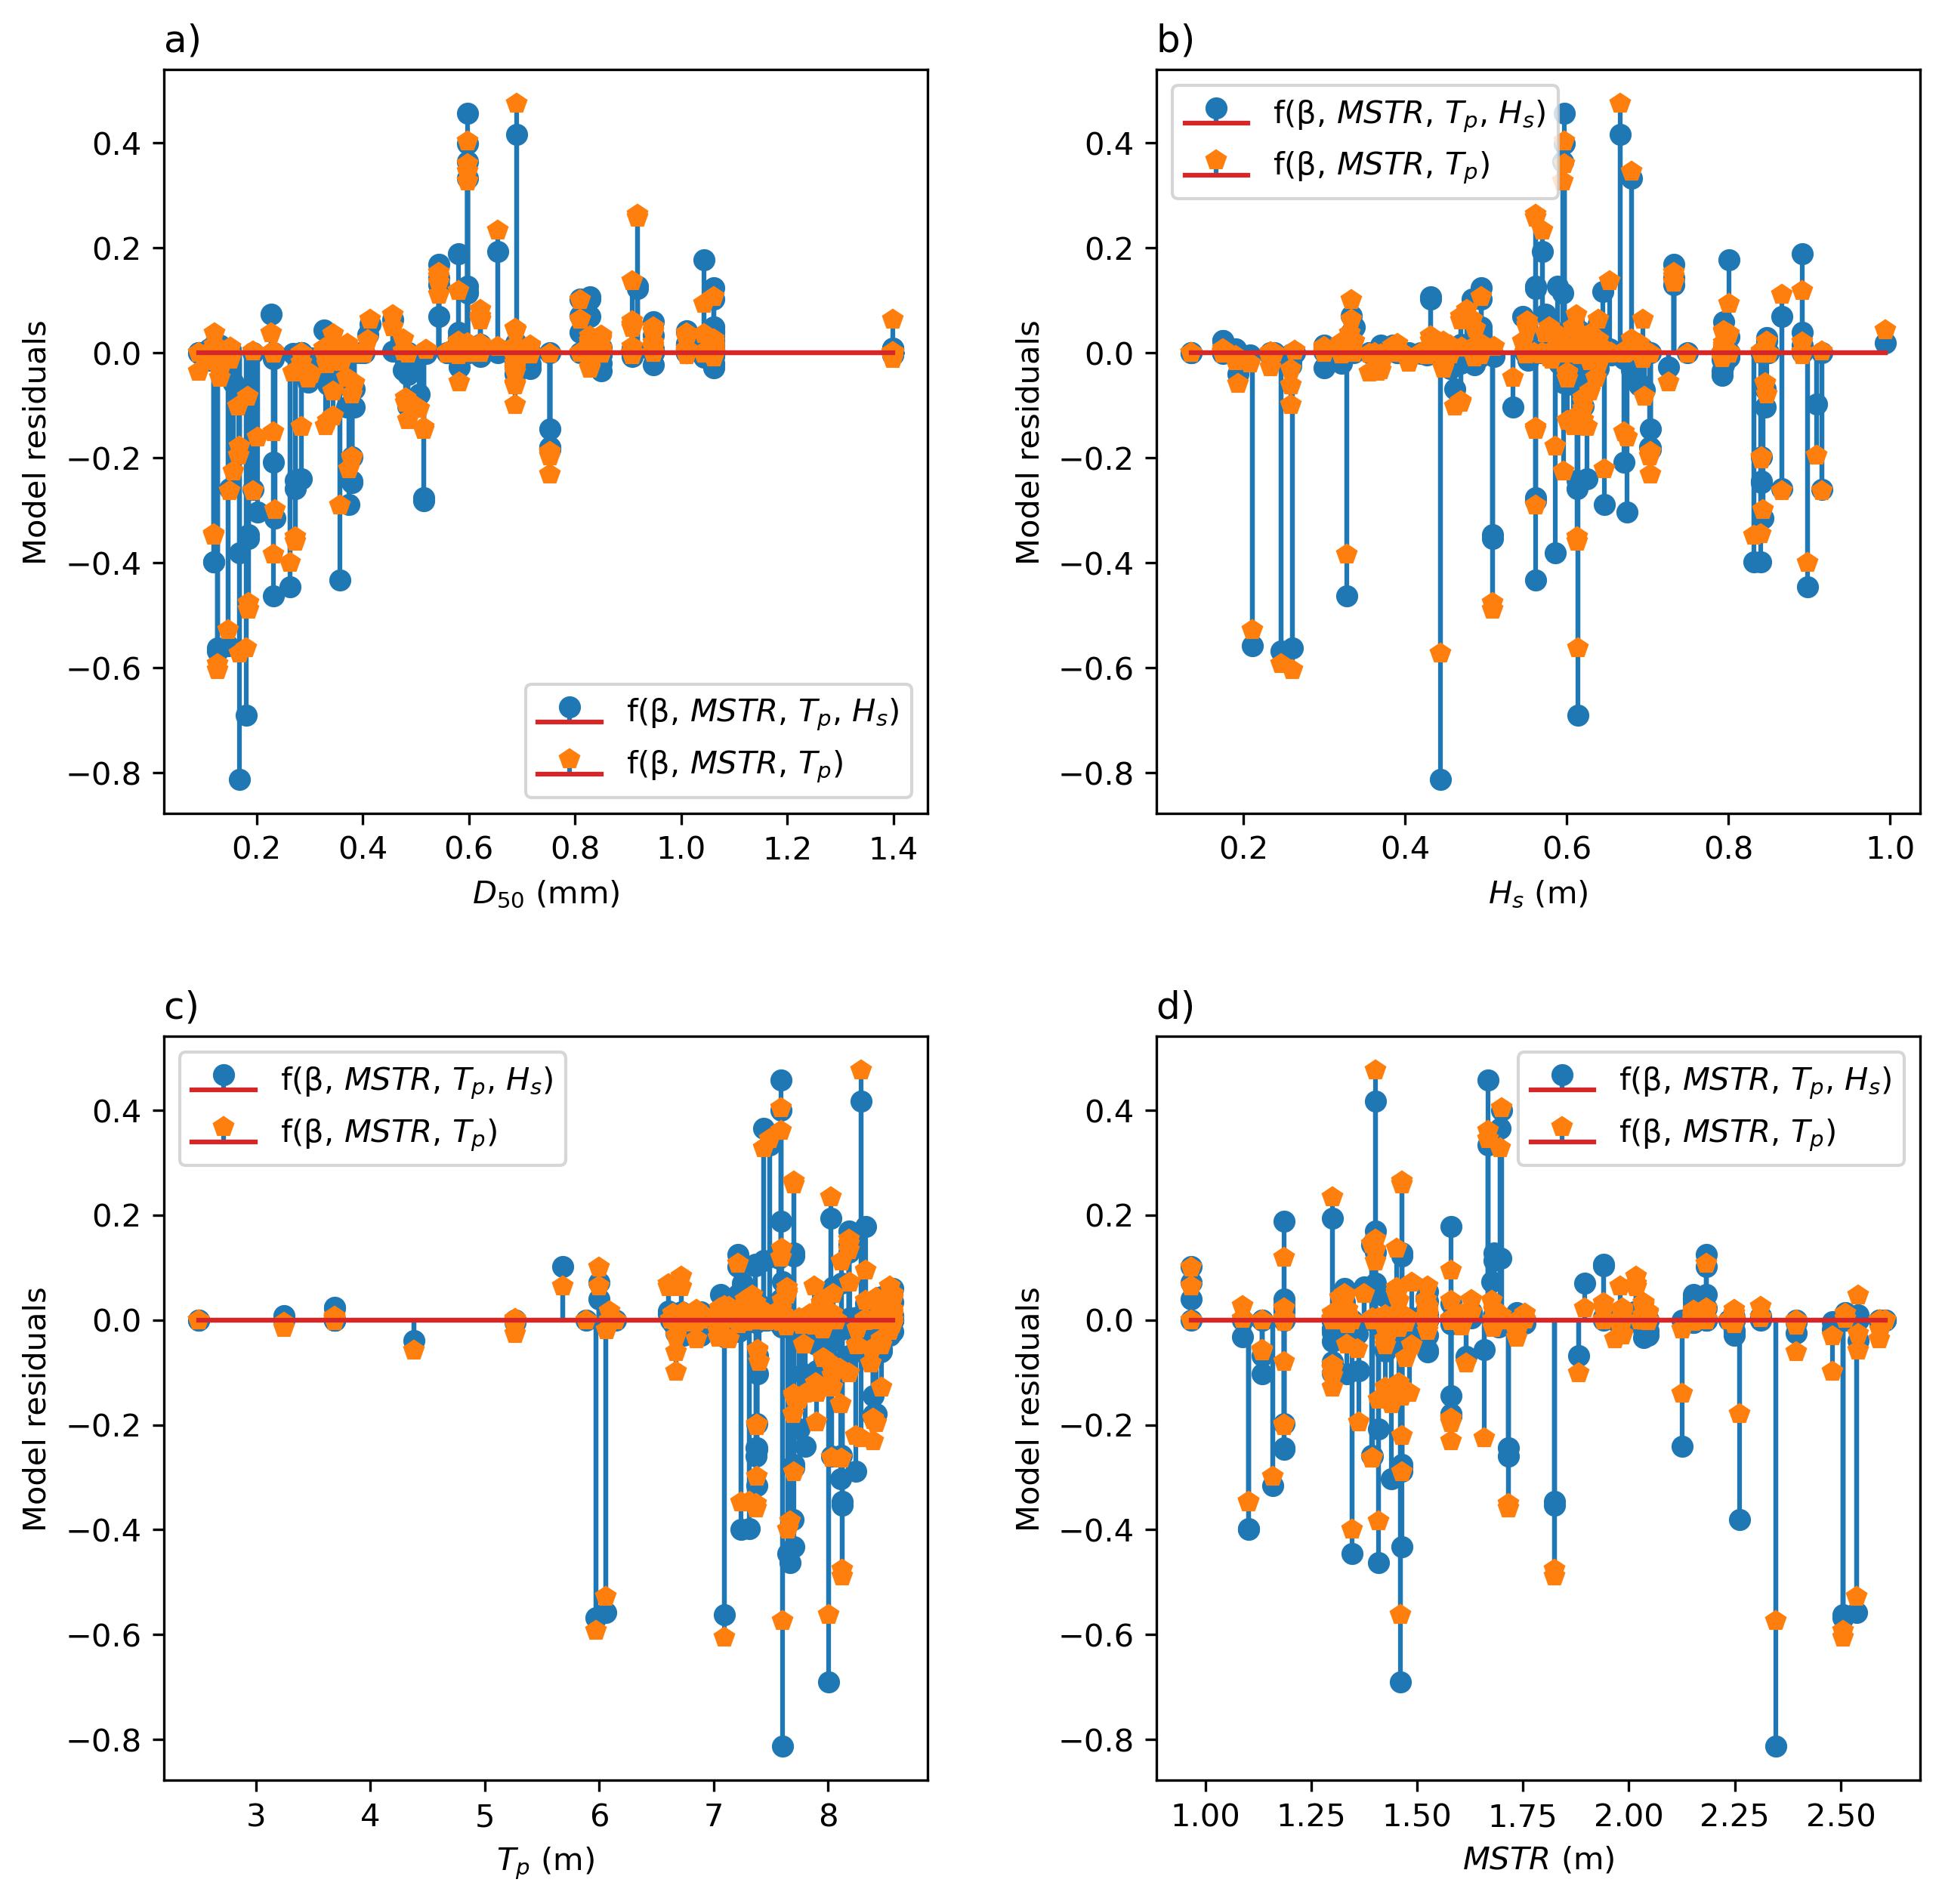 a)
0.4
0.2
0.0
−0.2
−0.4
−0.6
−0.8
Model residuals
f(β, MSTR, Tp, Hs)
f(β, MSTR, Tp)
0.2 0.4 0.6 0.8 1.0 1.2 1.4
D50 (mm)
b)
0.4
0.2
0.0
−0.2
−0.4
−0.6
−0.8
Model residuals
f(β, MSTR, Tp, Hs)
f(β, MSTR, Tp)
0.2 0.4 0.6 0.8 1.0
Hs (m)
c)
0.4
0.2
0.0
−0.2
−0.4
−0.6
−0.8
Model residuals
f(β, MSTR, Tp, Hs)
f(β, MSTR, Tp)
3 4 5 6 7 8
Tp (m)
d)
0.4
0.2
0.0
−0.2
−0.4
−0.6
−0.8
Model residuals
f(β, MSTR, Tp, Hs)
f(β, MSTR, Tp)
1.00 1.25 1.50 1.75 2.00 2.25 2.50
MSTR (m)